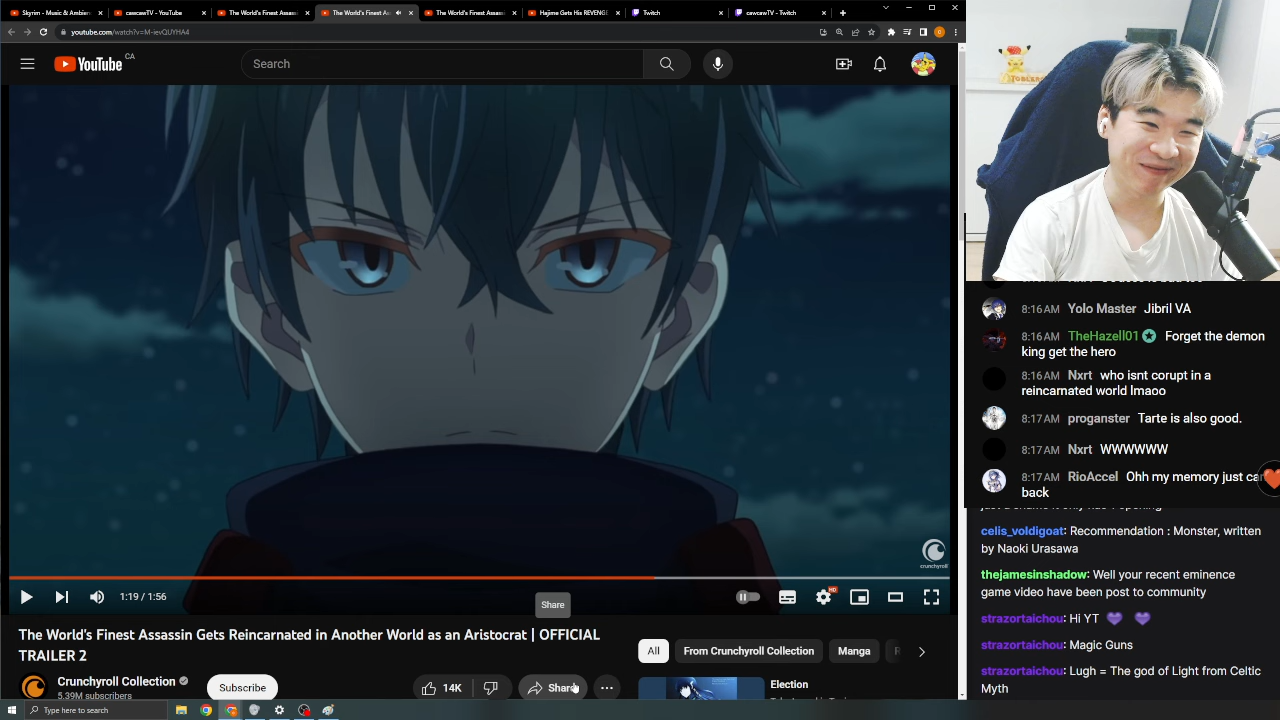 Skyrim - Music & Ambien
cawcawTV - YouTube
The World's Finest Assas
The World's Finest As
The World's Finest Assas
Hajime Gets His REVENGE
Twitch
cawcawTV - Twitch
youtube.com/watch?v=M-ievQUYHA4
YouTube CA
Search
crunchyroll
1:19 / 1:56
HD
Share
The World's Finest Assassin Gets Reincarnated in Another World as an Aristocrat | OFFICIAL
TRAILER 2
Crunchyroll Collection
5.39M subscribers
Subscribe
14K
Share
All
From Crunchyroll Collection
Manga
Election
Type here to search
8:16 AM Yolo Master Jibril VA
8:16 AM TheHazell01 Forget the demon
king get the hero
8:16 AM Nxrt who isnt corupt in a
reincarnated world lmaoo
8:17 AM proganster Tarte is also good.
8:17 AM Nxrt WWWWWW
8:17 AM RioAccel Ohh my memory just ca
back
celis_voldigoat: Recommendation : Monster, written
by Naoki Urasawa
thejamesinshadow: Well your recent eminence
game video have been post to community
strazortaichou: Hi YT
strazortaichou: Magic Guns
strazortaichou: Lugh = The god of Light from Celtic
Myth